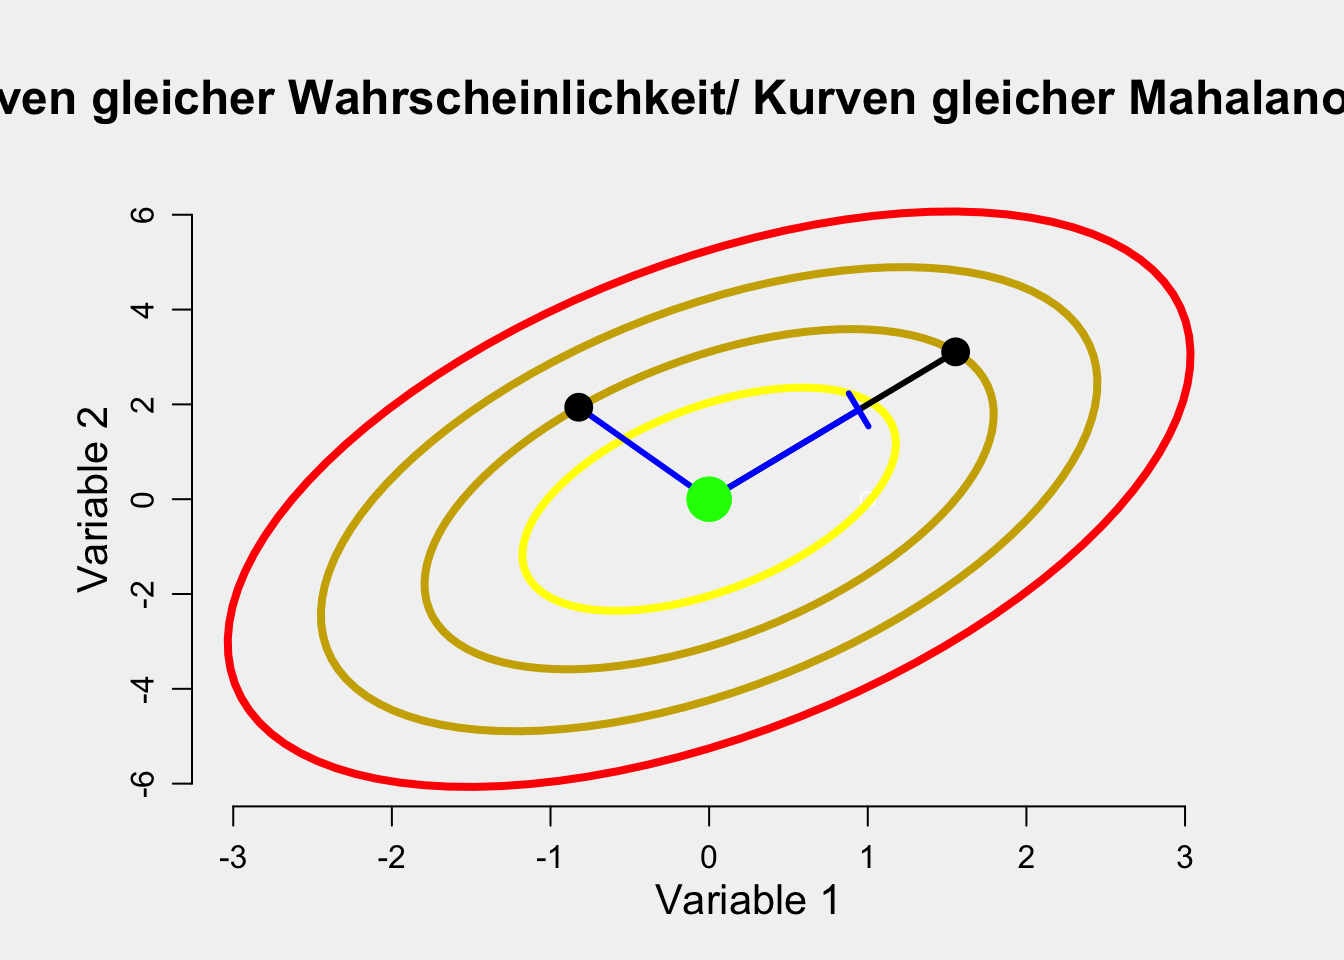 ven gleicher Wahrscheinlichkeit/ Kurven gleicher Mahalano
6
4
2
0
-2
-4
-6
Variable 2
-3 -2 -1 0 1 2 3
Variable 1